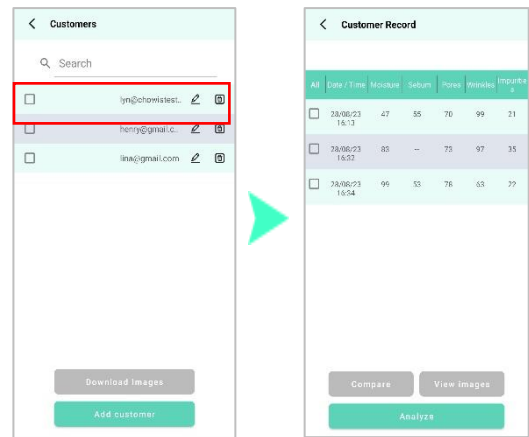 Customers
Search
lyn@chowistest..
henry@gmail.c..
lina@gmail.com
Download Images
Add customer
Customer Record
All Date / Time Moisture Sebum Pores Wrinkles Impuritie
s
28/08/23 47 55 70 99 21
16:13
28/08/23 83 -- 73 97 35
16:32
28/08/23 99 53 78 63 22
16:34
Compare View images
Analyze